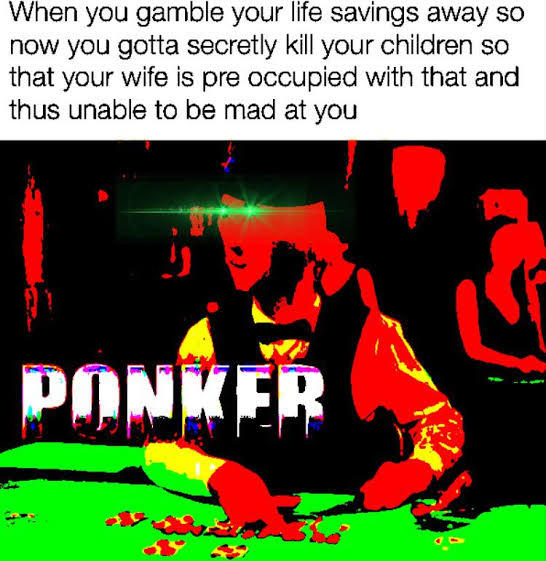 When you gamble your life savings away so
now you gotta secretly kill your children so
that your wife is pre occupied with that and
thus unable to be mad at you
PONKER